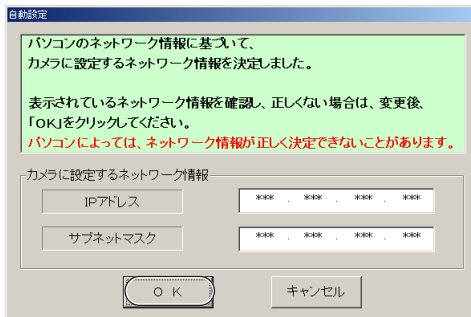 自動設定
パソコンのネットワーク情報に基づいて、
カメラに設定するネットワーク情報を決定しました。
表示されているネットワーク情報を確認し、正しくない場合は、変更後、
「OK」をクリックしてください。
パソコンによっては、ネットワーク情報が正しく決定できないことがあります。
カメラに設定するネットワーク情報
IPアドレス
*** . *** . *** . ***
サブネットマスク
*** . *** . *** . ***
OK
キャンセル